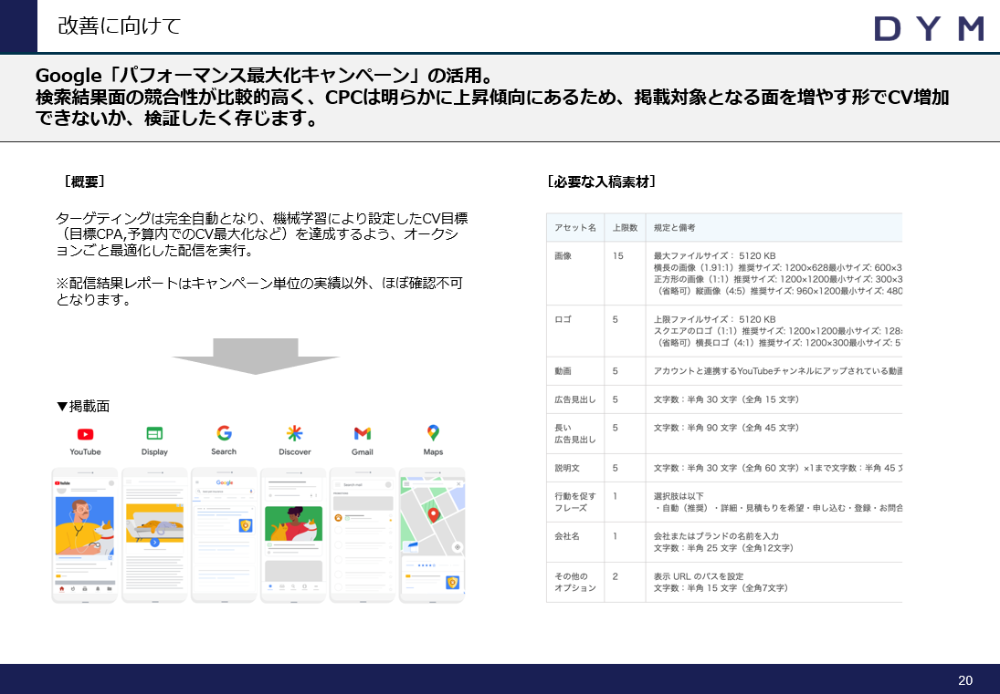 改善に向けて
DYM
Google「パフォーマンス最大化キャンペーン」の活用。
検索結果面の競合性が比較的高く、CPCは明らかに上昇傾向にあるため、掲載対象となる面を増やす形でCV増加
できないか、検証したく存じます。
［概要］
ターゲティングは完全自動となり、機械学習により設定したCV目標
（目標CPA,予算内でのCV最大化など）を達成するよう、オークシ
ョンごと最適化した配信を実行。
※配信結果レポートはキャンペーン単位の実績以外、ほぼ確認不可
となります。
▼掲載面
YouTube Display Search Discover Gmail Maps
YouTube
Google
Search mail
［必要な入稿素材］
アセット名 上限数 規定と備考
画像 15 最大ファイルサイズ： 5120 KB
横長の画像（1.91:1）推奨サイズ: 1200×628最小サイズ: 600×3
正方形の画像（1:1）推奨サイズ: 1200×1200最小サイズ: 300×3
（省略可）縦画像（4:5）推奨サイズ: 960×1200最小サイズ: 480
ロゴ 5 上限ファイルサイズ： 5120 KB
スクエアのロゴ（1:1）推奨サイズ: 1200×1200最小サイズ: 128×
（省略可）横長ロゴ（4:1）推奨サイズ: 1200×300最小サイズ: 5
動画 5 アカウントと連携するYouTubeチャンネルにアップされている動画
広告見出し 5 文字数：半角 30 文字（全角 15 文字）
長い
広告見出し 5 文字数：半角 90 文字（全角 45 文字）
説明文 5 文字数：半角 30 文字（全角 60 文字）×1まで文字数：半角 45 文
行動を促す
フレーズ 1 選択肢は以下
・自動（推奨）・詳細・見積もりを希望・申し込む・登録・お問合
会社名 1 会社またはブランドの名前を入力
文字数：半角 25 文字（全角12文字）
その他の
オプション 2 表示 URL のパスを設定
文字数：半角 15 文字（全角7文字）
20